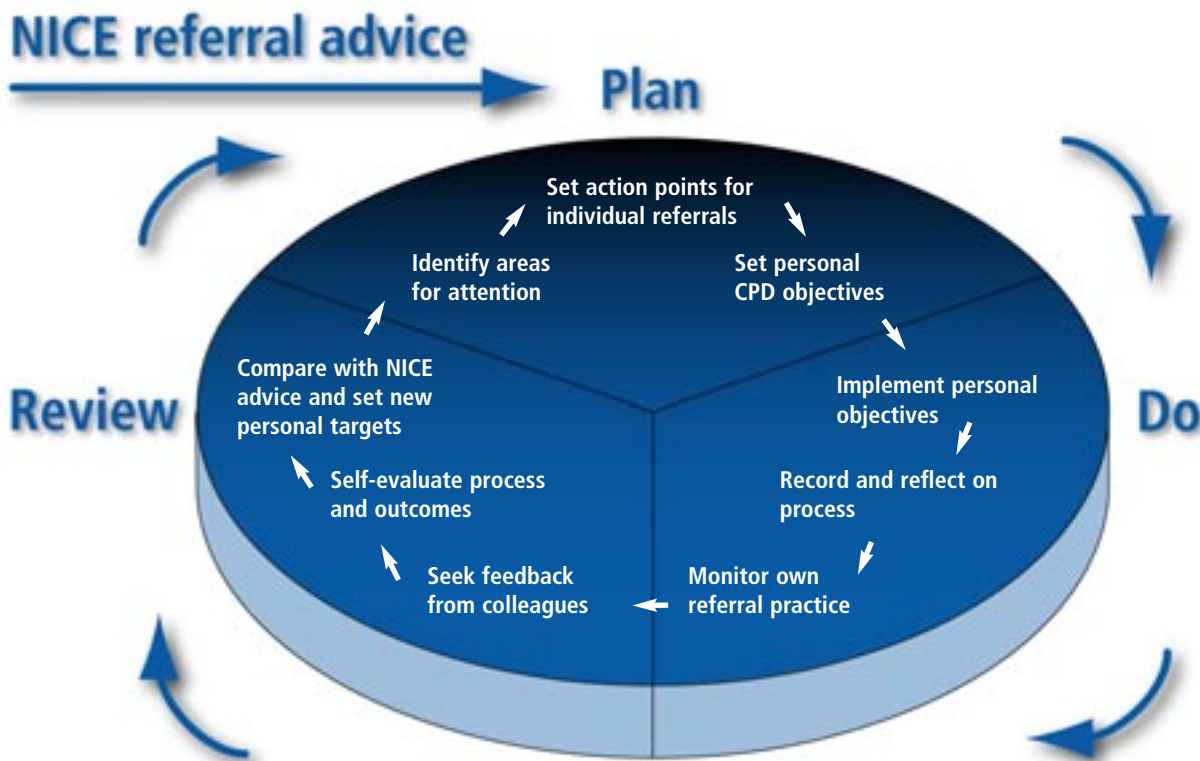 NICE referral advice
Plan
Set action points for
individual referrals
Identify areas
for attention
Set personal
CPD objectives
Compare with NICE
advice and set new
personal targets
Implement personal
objectives
Review
Do
Self-evaluate process
and outcomes
Record and reflect on
process
Seek feedback
from colleagues
Monitor own
referral practice